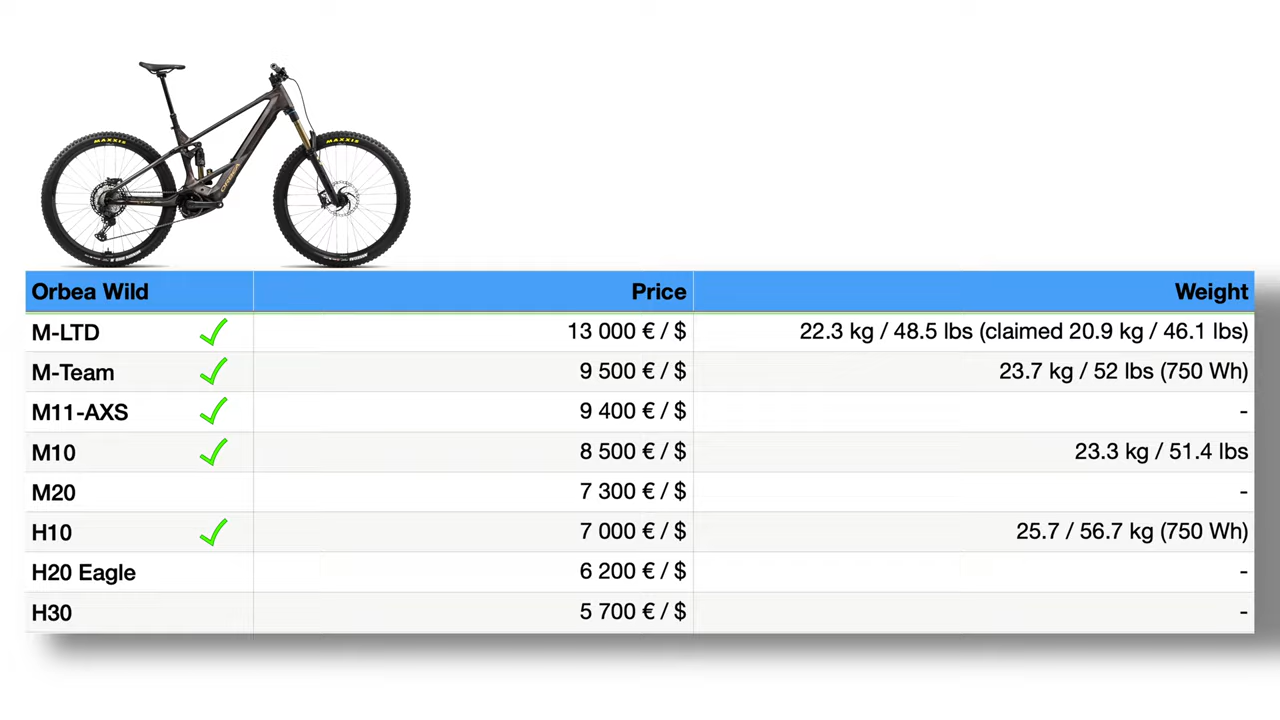 MAXXIS MAXXIS
ORBEA
Orbea Wild Price Weight
M-LTD 13 000 € / $ 22.3 kg / 48.5 lbs (claimed 20.9 kg / 46.1 lbs)
M-Team 9 500 € / $ 23.7 kg / 52 lbs (750 Wh)
M11-AXS 9 400 € / $ -
M10 8 500 € / $ 23.3 kg / 51.4 lbs
M20 7 300 € / $ -
H10 7 000 € / $ 25.7 / 56.7 kg (750 Wh)
H20 Eagle 6 200 € / $ -
H30 5 700 € / $ -